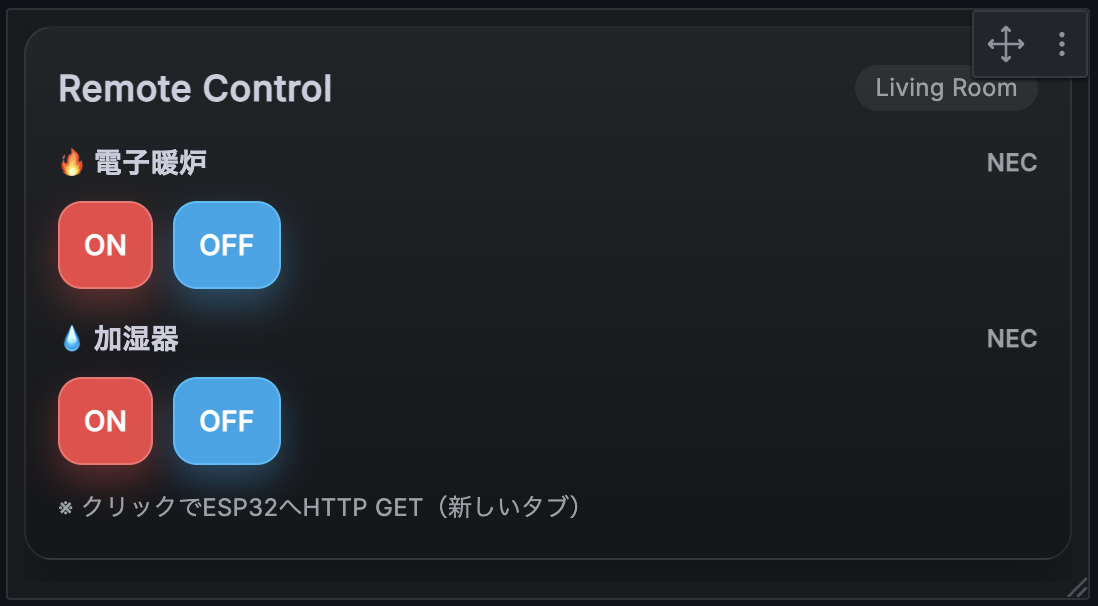 Remote Control
Living Room
🔥 電子暖炉
NEC
ON
OFF
💧 加湿器
NEC
ON
OFF
※ クリックでESP32へHTTP GET（新しいタブ）